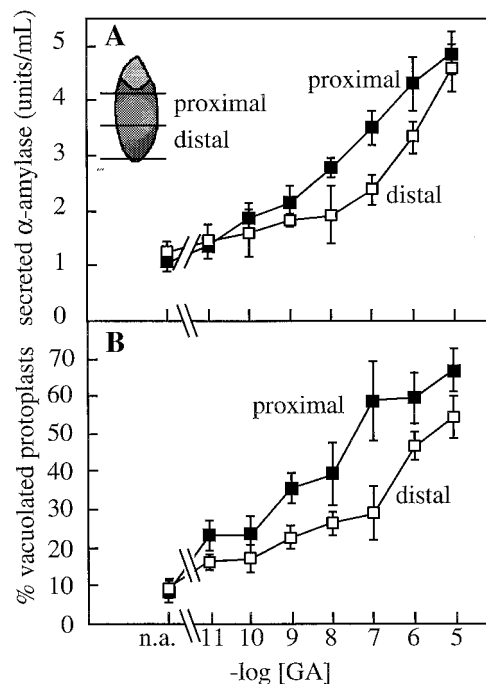 A
secreted α-amylase (units/mL)
5
4
3
2
1
0
proximal
distal
proximal
distal
B
% vacuolated protoplasts
70
60
50
40
30
20
10
0
proximal
distal
n.a. 11 10 9 8 7 6 5
-log [GA]